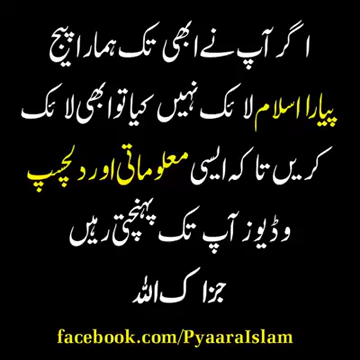 اگر آپ نے ابھی تک ہمارا پیج
پیارا اسلام لائک نہیں کیا تو ابھی لائک
کریں تاکہ ایسی معلوماتی اور دلچسپ
وڈیوز آپ تک پہنچتی رہیں
جزاک اللہ
facebook.com/PyaaraIslam